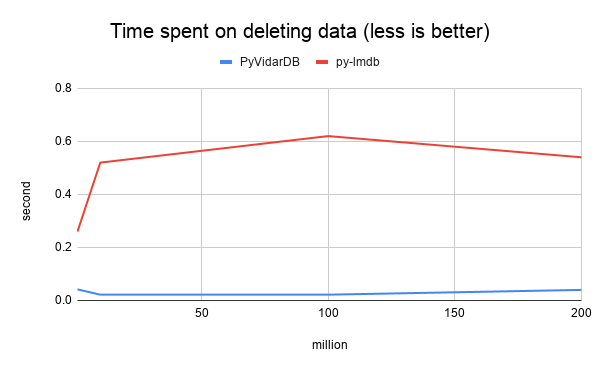 Time spent on deleting data (less is better)
PyVidarDB py-lmdb
0.8
0.6
0.4
0.2
0.0
second
50 100 150 200
million